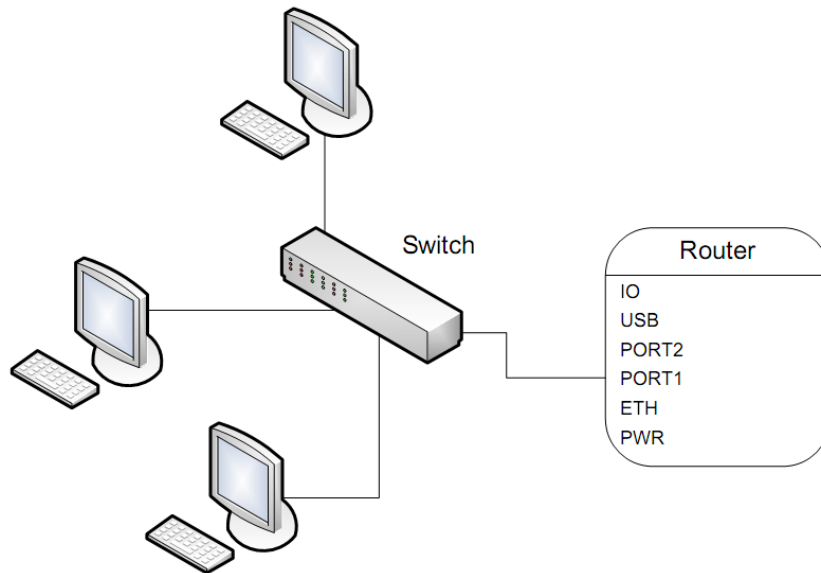 Switch
Router
IO
USB
PORT2
PORT1
ETH
PWR